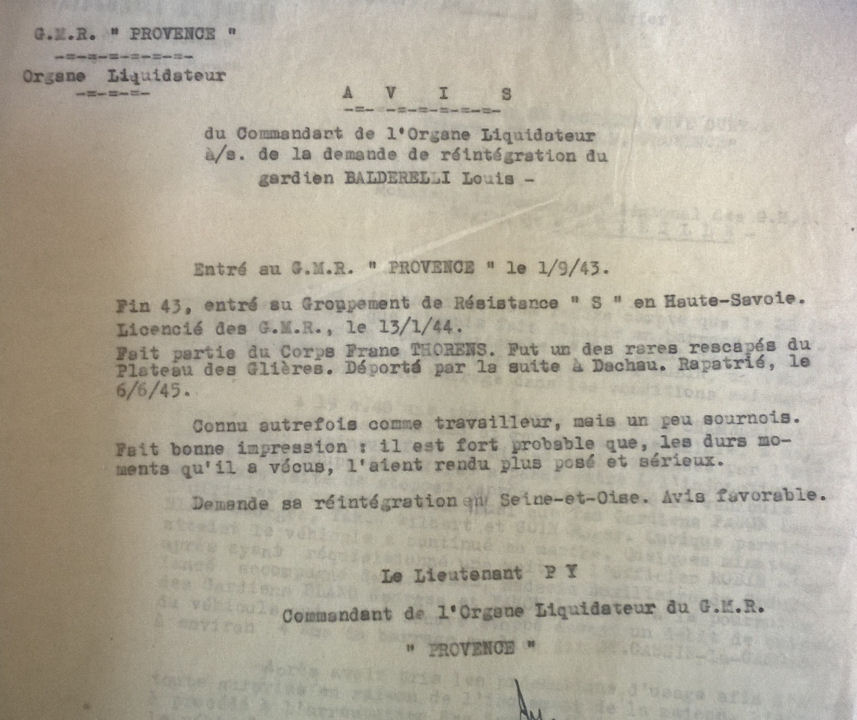 G.M.R. " PROVENCE "
-=-=-=-=-=-=-
Organe Liquidateur
-=-=-=-
A V I S
-=- -=-=-=-=-=-
du Commandant de l'Organe Liquidateur
à/s. de la demande de réintégration du
gardien BALDERELLI Louis -
Entré au G.M.R. " PROVENCE " le 1/9/43.
Fin 43, entré au Groupement de Résistance " S " en Haute-Savoie.
Licencié des G.M.R., le 13/1/44.
Fait partie du Corps Franc THORENS. Fut un des rares rescapés du
Plateau des Glières. Déporté par la suite à Dachau. Rapatrié, le
6/6/45.
Connu autrefois comme travailleur, mais un peu sournois.
Fait bonne impression : il est fort probable que, les durs mo-
ments qu'il a vécus, l'aient rendu plus posé et sérieux.
Demande sa réintégration en Seine-et-Oise. Avis favorable.
Le Lieutenant P Y
Commandant de l'Organe Liquidateur du G.M.R.
" PROVENCE "